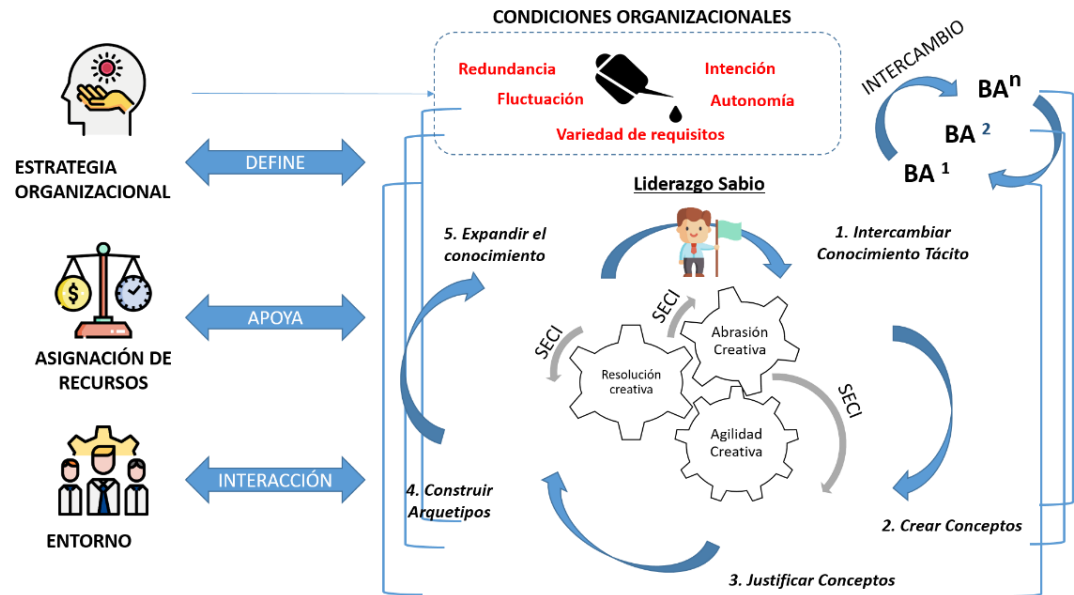 CONDICIONES ORGANIZACIONALES
Redundancia
Intención
Fluctuación
Autonomía
Variedad de requisitos
INTERCAMBIO
BAⁿ
BA ²
BA ¹
ESTRATEGIA
ORGANIZACIONAL
DEFINE
Liderazgo Sabio
5. Expandir el
conocimiento
1. Intercambiar
Conocimiento Tácito
$
ASIGNACIÓN DE
RECURSOS
APOYA
SECI
SECI
Abrasión
Creativa
Resolución
creativa
SECI
Agilidad
Creativa
ENTORNO
INTERACCIÓN
4. Construir
Arquetipos
2. Crear Conceptos
3. Justificar Conceptos